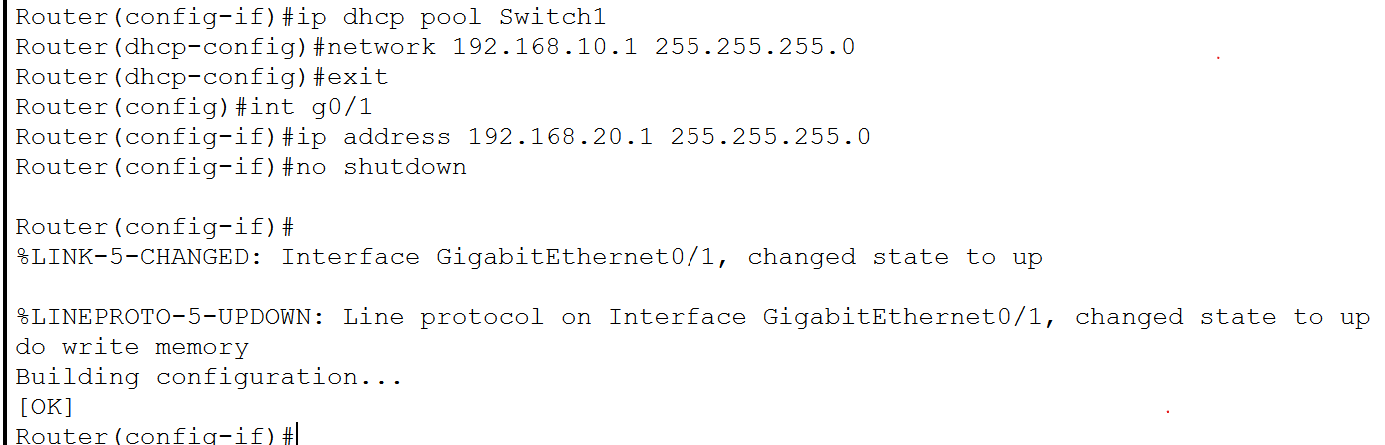 Router(config-if)#ip dhcp pool Switch1
Router(dhcp-config)#network 192.168.10.1 255.255.255.0
Router(dhcp-config)#exit
Router(config)#int g0/1
Router(config-if)#ip address 192.168.20.1 255.255.255.0
Router(config-if)#no shutdown
Router(config-if)#
%LINK-5-CHANGED: Interface GigabitEthernet0/1, changed state to up
%LINEPROTO-5-UPDOWN: Line protocol on Interface GigabitEthernet0/1, changed state to up
do write memory
Building configuration...
[OK]
Router(config-if)#